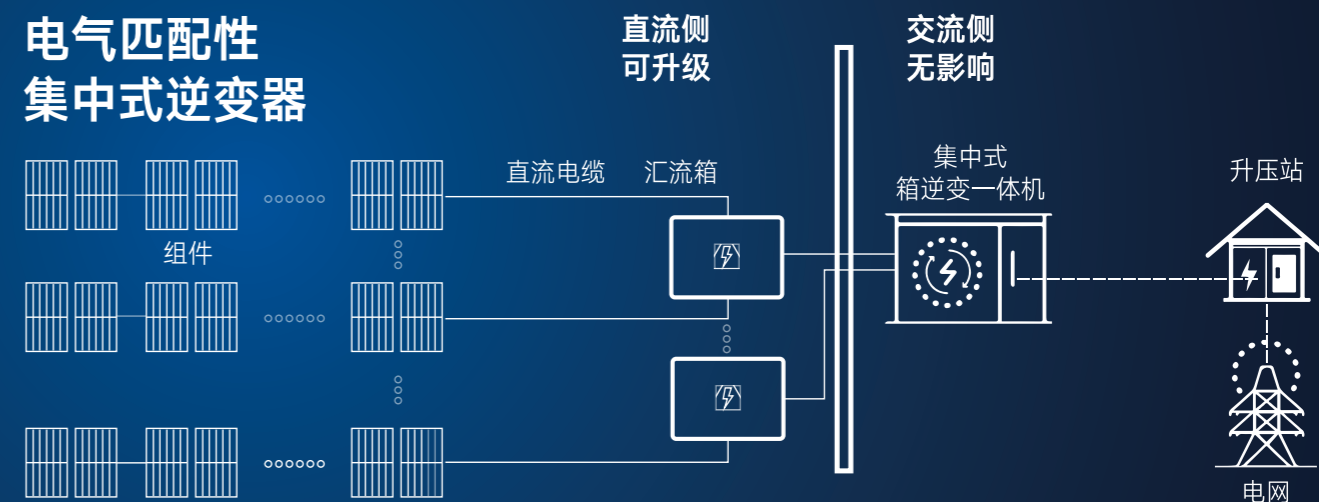 电气匹配性
集中式逆变器
直流侧
可升级
交流侧
无影响
直流电缆
汇流箱
集中式
箱逆变一体机
升压站
组件
电网